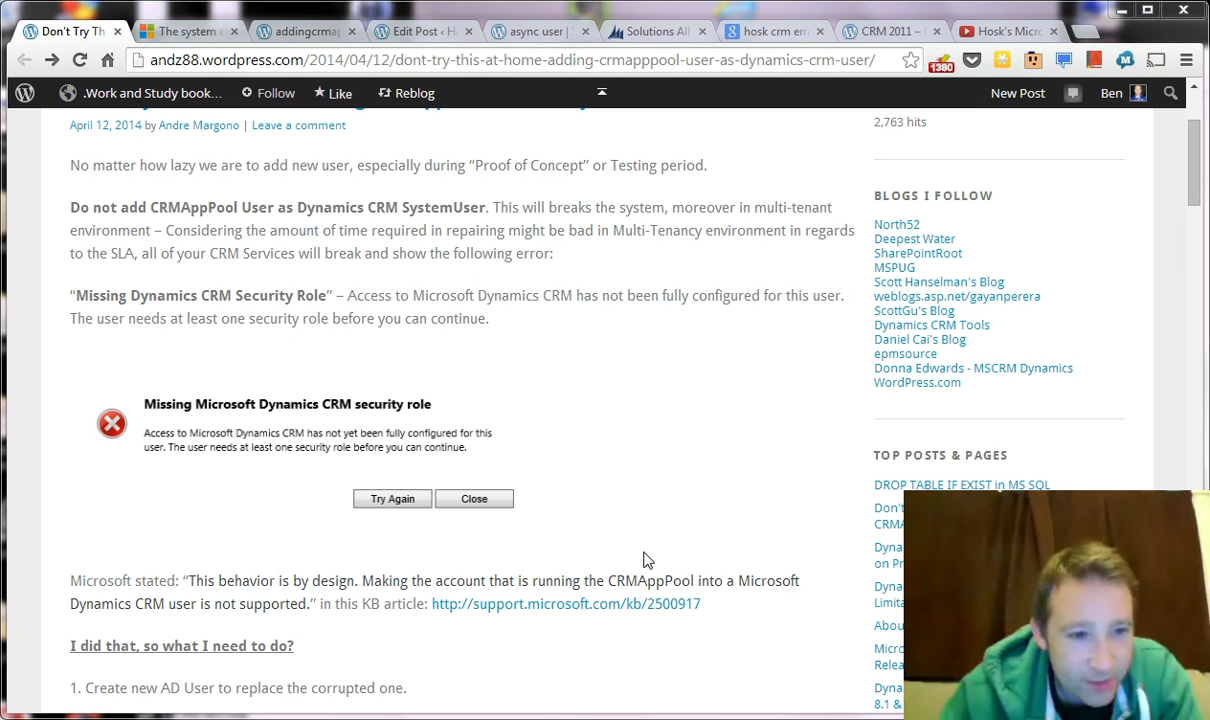 Don't Try Th
The system
addingcrmap
Edit Post ‹ H
async user | S
Solutions All
hosk crm err
CRM 2011 –
Hosk's Micr
andz88.wordpress.com/2014/04/12/dont-try-this-at-home-adding-crmapppool-user-as-dynamics-crm-user/
1380
.Work and Study book... Follow Like Reblog New Post Ben
April 12, 2014 by Andre Margono | Leave a comment
No matter how lazy we are to add new user, especially during “Proof of Concept” or Testing period.
Do not add CRMAppPool User as Dynamics CRM SystemUser. This will breaks the system, moreover in multi-tenant
environment – Considering the amount of time required in repairing might be bad in Multi-Tenancy environment in regards
to the SLA, all of your CRM Services will break and show the following error:
“Missing Dynamics CRM Security Role” – Access to Microsoft Dynamics CRM has not been fully configured for this user.
The user needs at least one security role before you can continue.
Missing Microsoft Dynamics CRM security role
Access to Microsoft Dynamics CRM has not yet been fully configured for this
user. The user needs at least one security role before you can continue.
Try Again Close
Microsoft stated: “This behavior is by design. Making the account that is running the CRMAppPool into a Microsoft
Dynamics CRM user is not supported.” in this KB article: http://support.microsoft.com/kb/2500917
I did that, so what I need to do?
1. Create new AD User to replace the corrupted one.
2,763 hits
BLOGS I FOLLOW
North52
Deepest Water
SharePointRoot
MSPUG
Scott Hanselman's Blog
weblogs.asp.net/gayanperera
ScottGu's Blog
Dynamics CRM Tools
Daniel Cai's Blog
epmsource
Donna Edwards - MSCRM Dynamics
WordPress.com
TOP POSTS & PAGES
DROP TABLE IF EXIST in MS SQL
Don't
CRMA
Dyna
on Pr
Dyna
Limita
Abou
Micro
Relea
Dyna
8.1 &